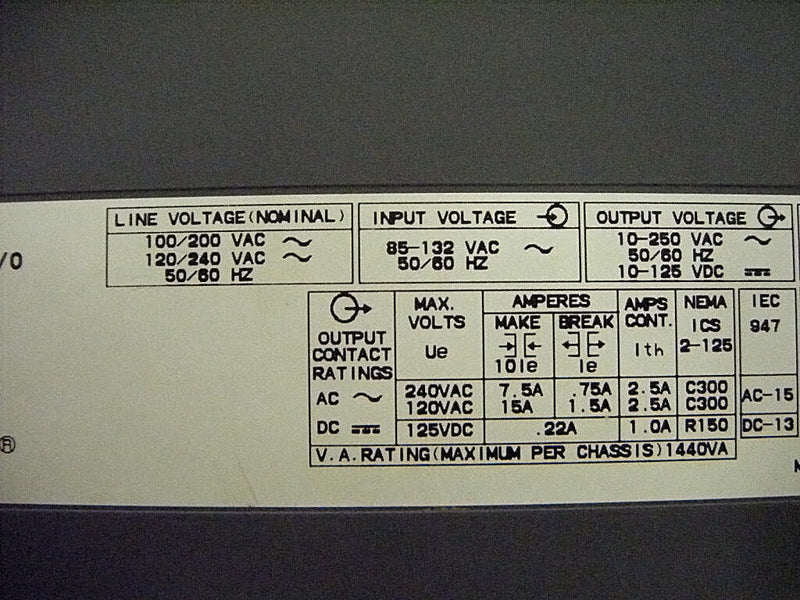 /0
LINE VOLTAGE(NOMINAL)
100/200 VAC
120/240 VAC
50/60 HZ
INPUT VOLTAGE
85-132 VAC
50/60 HZ
OUTPUT VOLTAGE
10-250 VAC
50/60 HZ
10-125 VDC
OUTPUT CONTACT RATINGS
MAX. VOLTS Ue
AMPERES
MAKE 10Ie
BREAK Ie
AMPS CONT. Ith
NEMA ICS 2-125
IEC 947
AC 240VAC 7.5A .75A 2.5A C300 AC-15
120VAC 15A 1.5A 2.5A C300
DC 125VDC .22A 1.0A R150 DC-13
V.A.RATING(MAXIMUM PER CHASSIS)1440VA
®
M